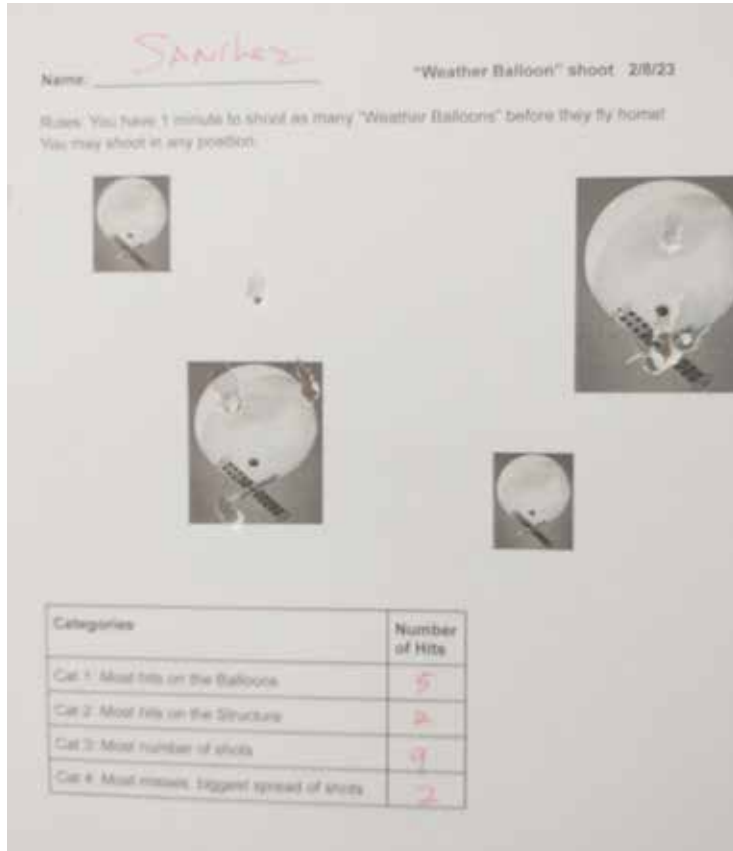 Name: Sanchez
"Weather Balloon" shoot 2/8/23
Rules: You have 1 minute to shoot as many "Weather Balloons" before they fly home!
You may shoot in any position.
Categories
Number
of Hits
Cat 1: Most hits on the Balloons
5
Cat 2: Most hits on the Structure
2
Cat 3: Most number of shots
9
Cat 4: Most misses, biggest spread of shots
2